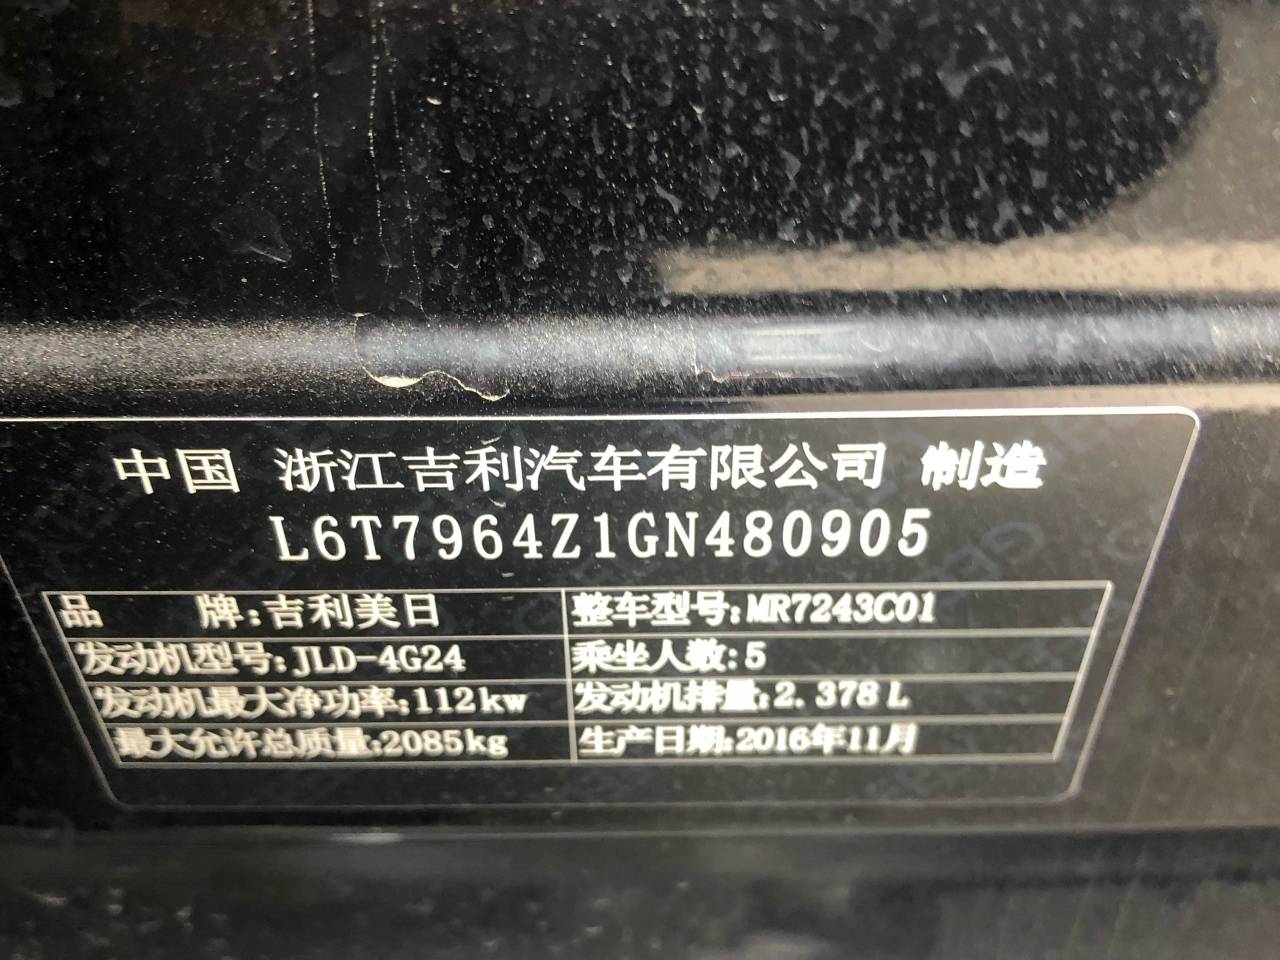 中国 浙江吉利汽车有限公司 制造
L6T7964Z1GN480905
品 牌:吉利美日 整车型号:MR7243C01
发动机型号:JLD-4G24 乘坐人数:5
发动机最大净功率:112kw 发动机排量:2.378L
最大允许总质量:2085kg 生产日期:2016年11月